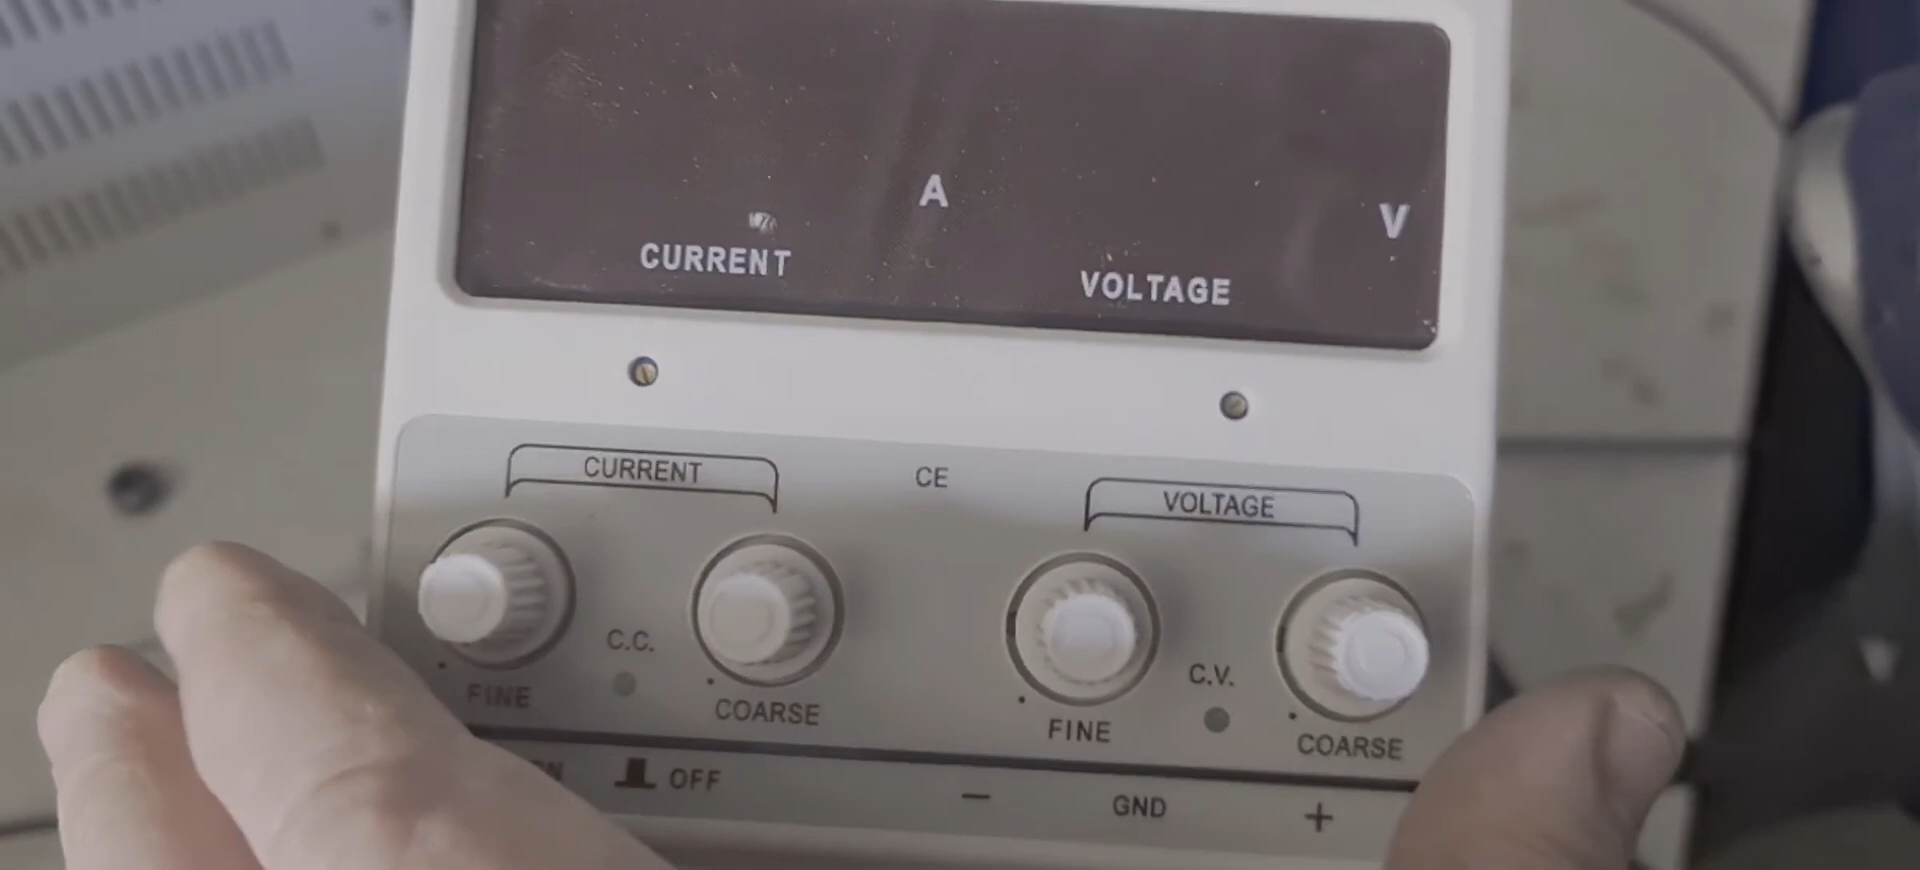 A
V
CURRENT
VOLTAGE
CURRENT
CE
VOLTAGE
C.C.
C.V.
FINE
COARSE
FINE
COARSE
OFF
−
GND
+